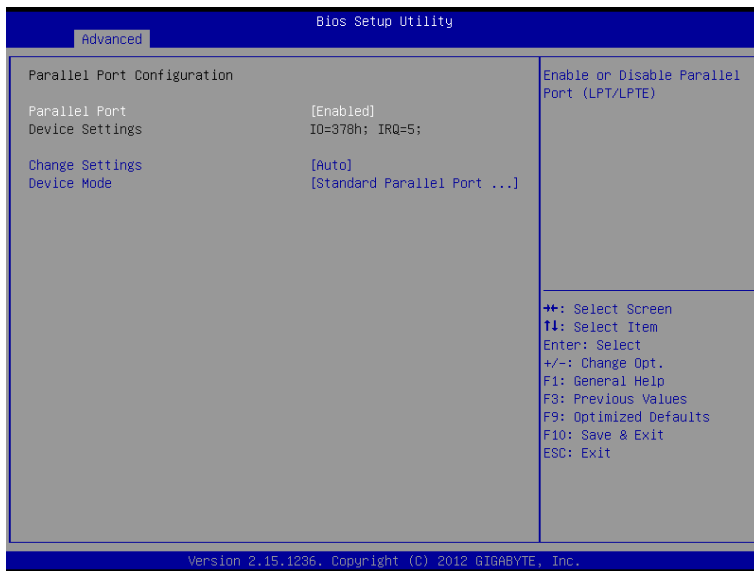 Bios Setup Utility
Advanced
Parallel Port Configuration
Parallel Port [Enabled]
Device Settings IO=378h; IRQ=5;
Change Settings [Auto]
Device Mode [Standard Parallel Port ...]
Enable or Disable Parallel
Port (LPT/LPTE)
→←: Select Screen
↑↓: Select Item
Enter: Select
+/-: Change Opt.
F1: General Help
F3: Previous Values
F9: Optimized Defaults
F10: Save & Exit
ESC: Exit
Version 2.15.1236. Copyright (C) 2012 GIGABYTE, Inc.